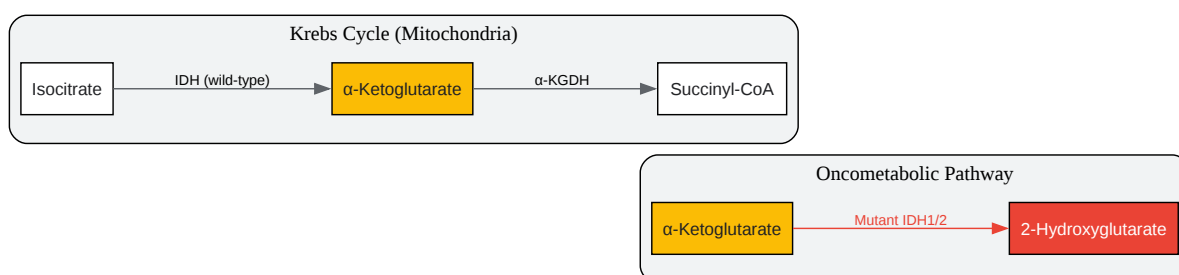 Krebs Cycle (Mitochondria)
Isocitrate
IDH (wild-type)
α-Ketoglutarate
α-KGDH
Succinyl-CoA
Oncometabolic Pathway
α-Ketoglutarate
Mutant IDH1/2
2-Hydroxyglutarate